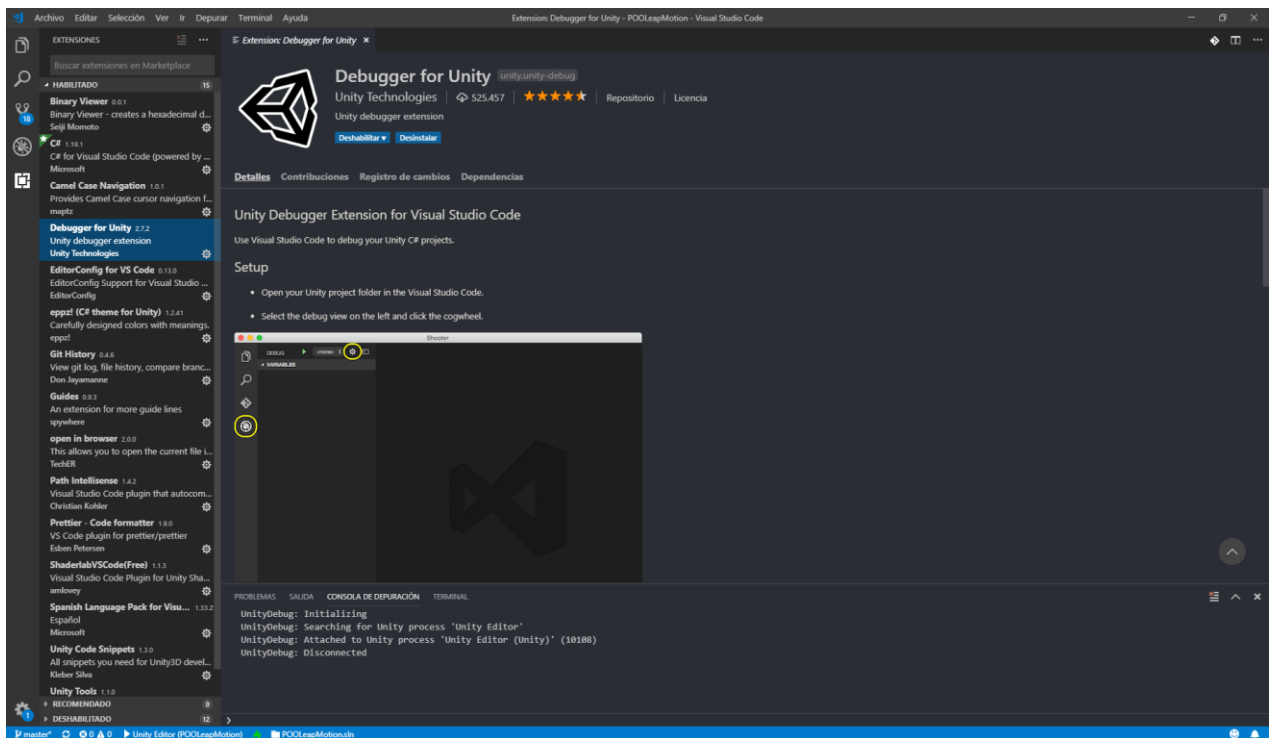 Archivo Editar Selección Ver Ir Depurar Terminal Ayuda
Extension: Debugger for Unity - POOLeapMotion - Visual Studio Code
EXTENSIONES
Buscar extensiones en Marketplace
HABILITADO 15
Binary Viewer 0.0.1
Binary Viewer - creates a hexadecimal d...
Seiji Momoto
C# 1.19.1
C# for Visual Studio Code (powered by ...
Microsoft
Camel Case Navigation 1.0.1
Provides Camel Case cursor navigation f...
maptz
Debugger for Unity 2.7.2
Unity debugger extension
Unity Technologies
EditorConfig for VS Code 0.13.0
EditorConfig Support for Visual Studio ...
EditorConfig
eppz! (C# theme for Unity) 1.2.41
Carefully designed colors with meanings.
eppz!
Git History 0.4.6
View git log, file history, compare branc...
Don Jayamanne
Guides 0.9.3
An extension for more guide lines
spywhere
open in browser 2.0.0
This allows you to open the current file i...
TechER
Path Intellisense 1.4.2
Visual Studio Code plugin that autocom...
Christian Kohler
Prettier - Code formatter 1.9.0
VS Code plugin for prettier/prettier
Esben Petersen
ShaderlabVSCode(Free) 1.1.3
Visual Studio Code Plugin for Unity Sha...
amlovey
Spanish Language Pack for Visu... 1.33.2
Español
Microsoft
Unity Code Snippets 1.3.0
All snippets you need for Unity3D devel...
Kleber Silva
Unity Tools 1.1.0
RECOMENDADO 0
DESHABILITADO 12
18
1
Extension: Debugger for Unity
Debugger for Unity unity.unity-debug
Unity Technologies 525.457 Repositorio Licencia
Unity debugger extension
Deshabilitar Desinstalar
Detalles Contribuciones Registro de cambios Dependencias
Unity Debugger Extension for Visual Studio Code
Use Visual Studio Code to debug your Unity C# projects.
Setup
• Open your Unity project folder in the Visual Studio Code.
• Select the debug view on the left and click the cogwheel.
Shooter
DEBUG <none>
VARIABLES
PROBLEMAS SALIDA CONSOLA DE DEPURACIÓN TERMINAL
UnityDebug: Initializing
UnityDebug: Searching for Unity process 'Unity Editor'
UnityDebug: Attached to Unity process 'Unity Editor (Unity)' (10108)
UnityDebug: Disconnected
master* 0 0 Unity Editor (POOLeapMotion) POOLeapMotion.sln